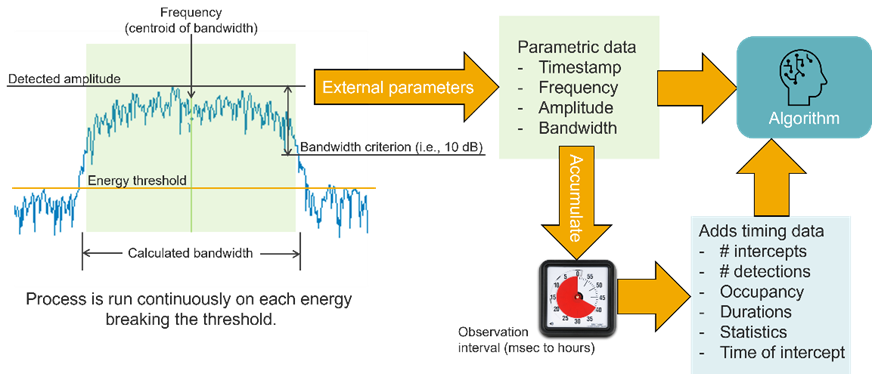 Frequency
(centroid of bandwidth)
Detected amplitude
Bandwidth criterion (i.e., 10 dB)
Energy threshold
Calculated bandwidth
Process is run continuously on each energy
breaking the threshold.
External parameters
Parametric data
- Timestamp
- Frequency
- Amplitude
- Bandwidth
Algorithm
Accumulate
0
5
10
15
20
25
30
35
40
45
50
55
Observation
interval (msec to hours)
Adds timing data
- # intercepts
- # detections
- Occupancy
- Durations
- Statistics
- Time of intercept